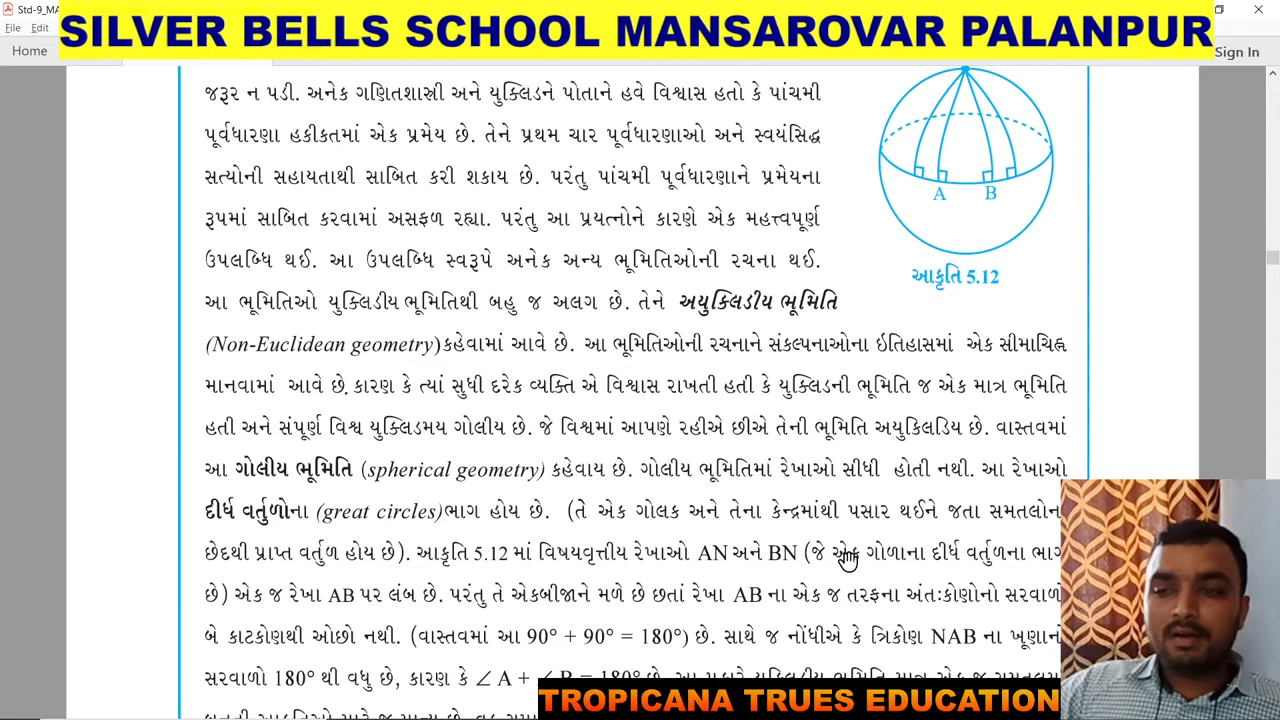 Std-9_MA
SILVER BELLS SCHOOL MANSAROVAR PALANPUR
File
Home
Sign In
જરૂર ન પડી. અનેક ગણિતશાસ્ત્રી અને યુક્લિડને પોતાને હવે વિશ્વાસ હતો કે પાંચમી
પૂર્વધારણા હકીકતમાં એક પ્રમેય છે. તેને પ્રથમ ચાર પૂર્વધારણાઓ અને સ્વયંસિદ્ધ
સત્યોની સહાયતાથી સાબિત કરી શકાય છે. પરંતુ પાંચમી પૂર્વધારણાને પ્રમેયના
A B
રૂપમાં સાબિત કરવામાં અસફળ રહ્યા. પરંતુ આ પ્રયત્નોને કારણે એક મહત્ત્વપૂર્ણ
ઉપલબ્ધિ થઈ. આ ઉપલબ્ધિ સ્વરૂપે અનેક અન્ય ભૂમિતિઓની રચના થઈ.
આકૃતિ 5.12
આ ભૂમિતિઓ યુક્લિડીય ભૂમિતિથી બહુ જ અલગ છે. તેને અયુક્લિડીય ભૂમિતિ
(Non-Euclidean geometry)કહેવામાં આવે છે. આ ભૂમિતિઓની રચનાને સંકલ્પનાઓના ઇતિહાસમાં એક સીમાચિહ્ન
માનવામાં આવે છે. કારણ કે ત્યાં સુધી દરેક વ્યક્તિ એ વિશ્વાસ રાખતી હતી કે યુક્લિડની ભૂમિતિ જ એક માત્ર ભૂમિતિ
હતી અને સંપૂર્ણ વિશ્વ યુક્લિડમય ગોલીય છે. જે વિશ્વમાં આપણે રહીએ છીએ તેની ભૂમિતિ અયુકિલડિય છે. વાસ્તવમાં
આ ગોલીય ભૂમિતિ (spherical geometry) કહેવાય છે. ગોલીય ભૂમિતિમાં રેખાઓ સીધી હોતી નથી. આ રેખાઓ
દીર્ઘ વર્તુળોના (great circles)ભાગ હોય છે. (તે એક ગોલક અને તેના કેન્દ્રમાંથી પસાર થઈને જતા સમતલોના
છેદથી પ્રાપ્ત વર્તુળ હોય છે). આકૃતિ 5.12 માં વિષયવૃત્તીય રેખાઓ AN અને BN (જે એક ગોળાના દીર્ઘ વર્તુળના ભાગ
છે) એક જ રેખા AB પર લંબ છે. પરંતુ તે એકબીજાને મળે છે છતાં રેખા AB ના એક જ તરફના અંતઃકોણોનો સરવાળો
બે કાટકોણથી ઓછો નથી. (વાસ્તવમાં આ 90° + 90° = 180°) છે. સાથે જ નોંધીએ કે ત્રિકોણ NAB ના ખૂણાનો
સરવાળો 180° થી વધુ છે, કારણ કે ∠ A + ∠ B = 180° છે.
TROPICANA TRUES EDUCATION